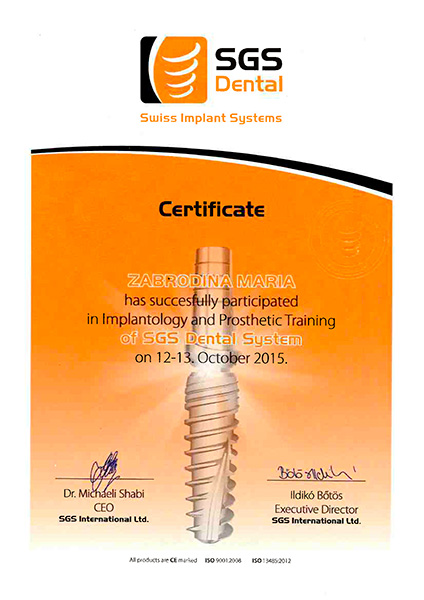 SGS
Dental
Swiss Implant Systems
Certificate
ZABRODINA MARIA
has succesfully participated
in Implantology and Prosthetic Training
of SGS Dental System
on 12-13. October 2015.
Dr. Michaeli Shabi
CEO
SGS International Ltd.
Ildikó Bőtös
Executive Director
SGS International Ltd.
All products are CE marked ISO 9001:2008 ISO 13485:2012